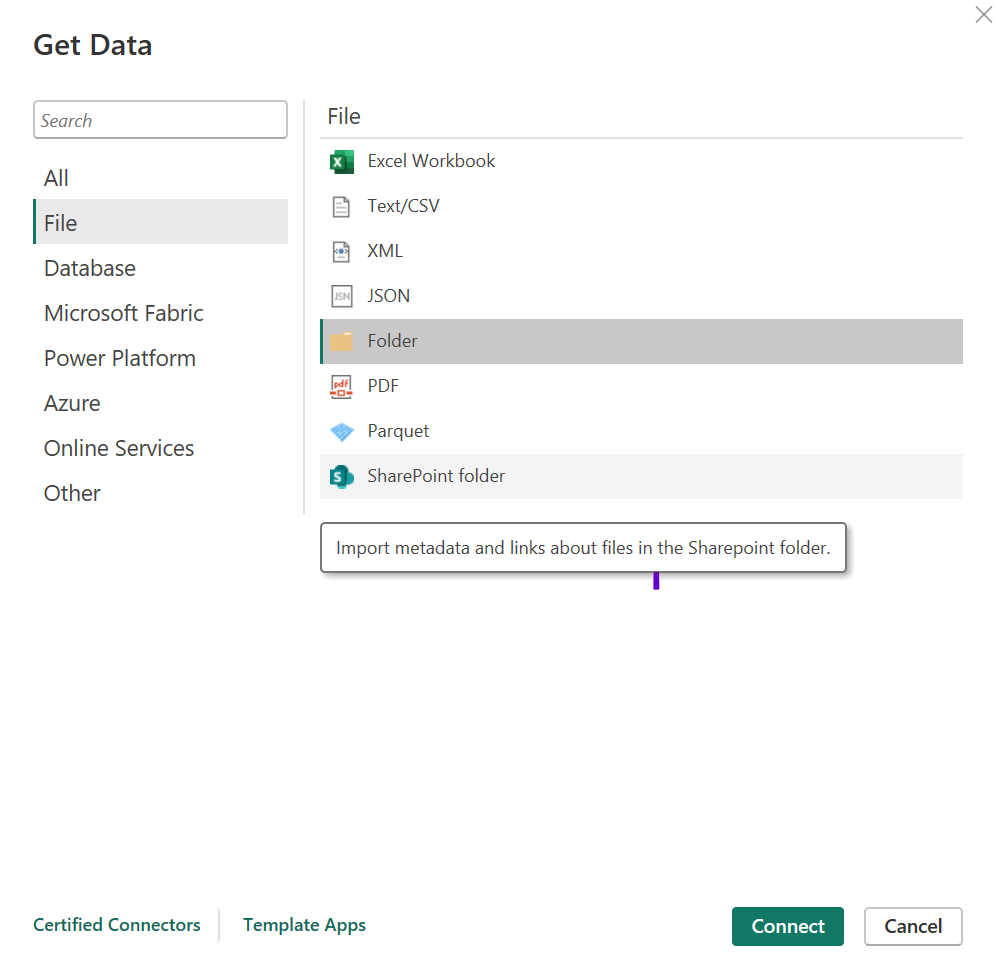 Get Data
Search
All
File
Database
Microsoft Fabric
Power Platform
Azure
Online Services
Other
File
Excel Workbook
Text/CSV
XML
JSON
Folder
PDF
Parquet
SharePoint folder
Import metadata and links about files in the Sharepoint folder.
Certified Connectors
Template Apps
Connect
Cancel